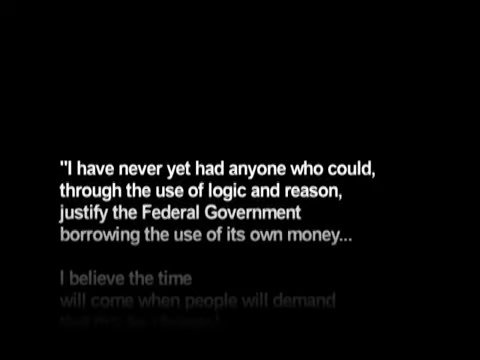 "I have never yet had anyone who could,
through the use of logic and reason,
justify the Federal Government
borrowing the use of its own money...
I believe the time
will come when people will demand